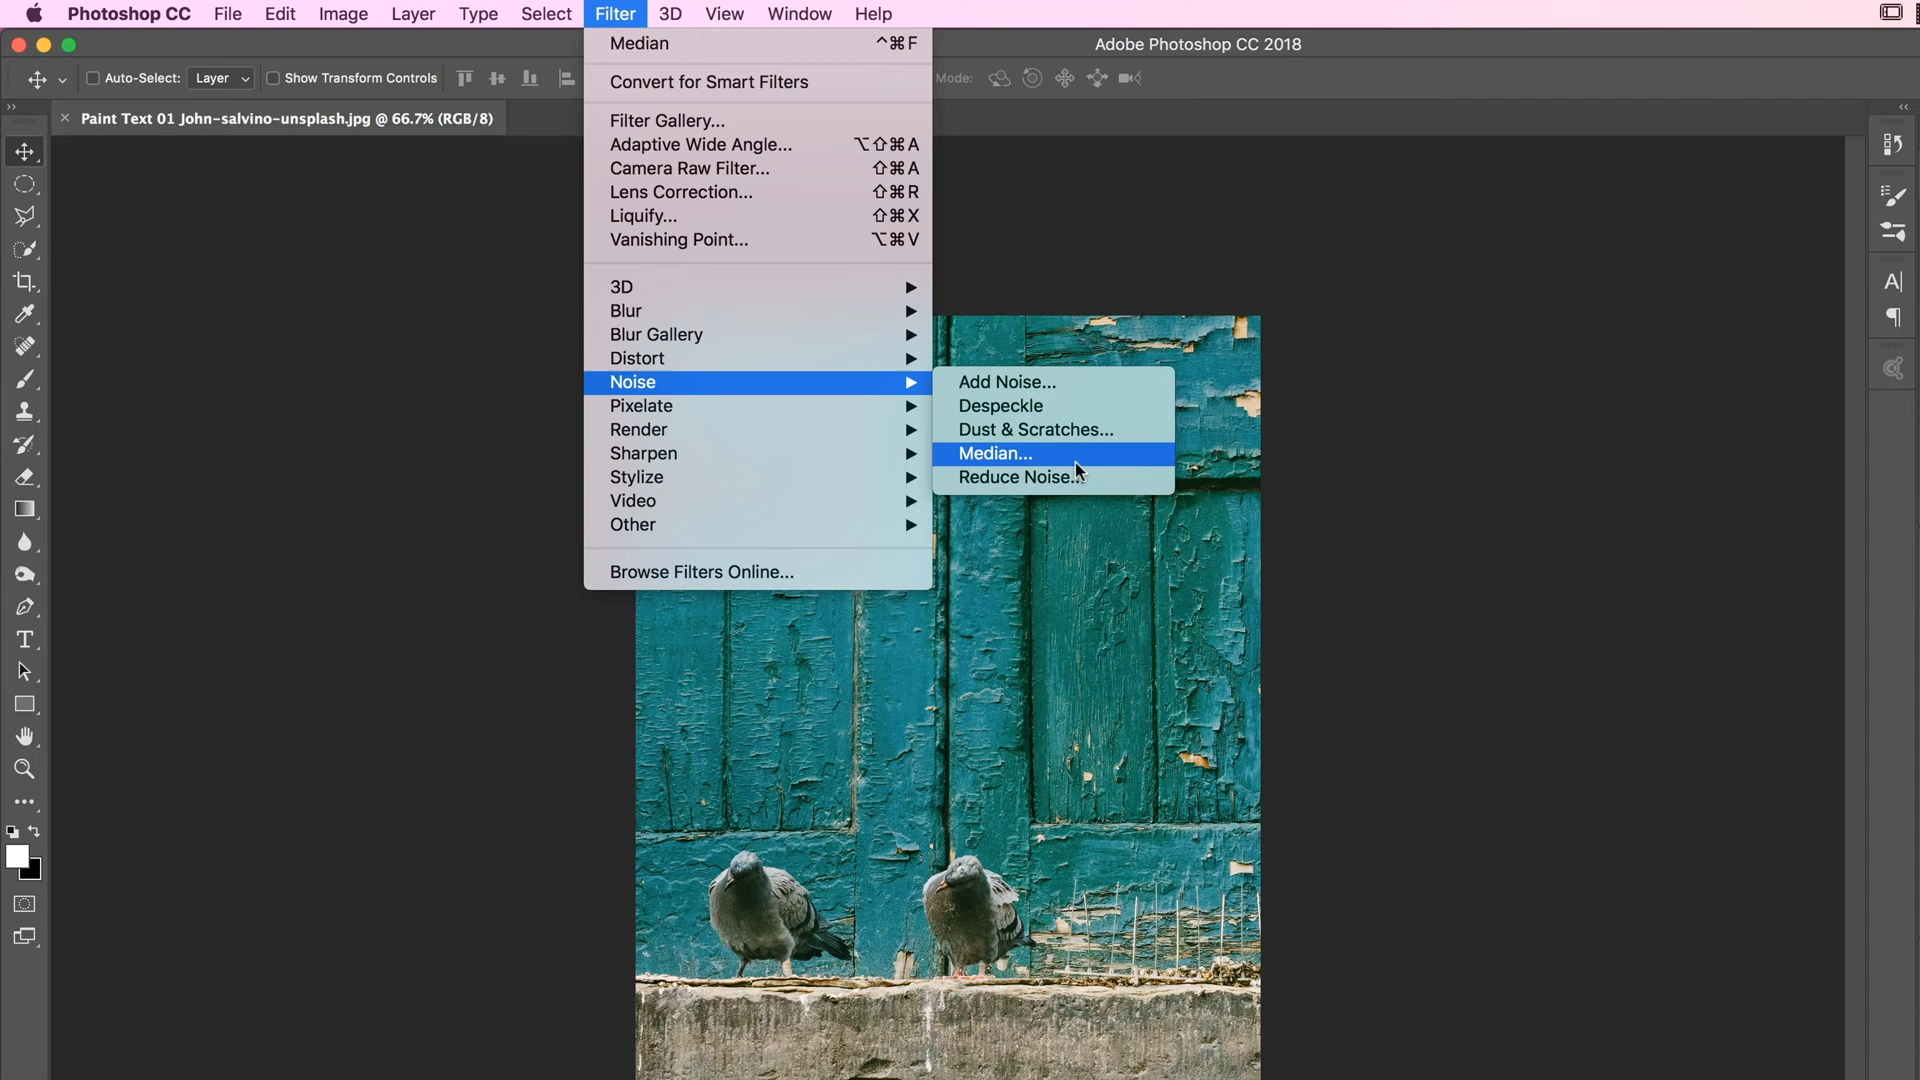 Photoshop CC File Edit Image Layer Type Select Filter 3D View Window Help
Adobe Photoshop CC 2018
Auto-Select: Layer Show Transform Controls
Mode:
Paint Text 01 John-salvino-unsplash.jpg @ 66.7% (RGB/8)
Median ^⌘F
Convert for Smart Filters
Filter Gallery...
Adaptive Wide Angle... ⌥⇧⌘A
Camera Raw Filter... ⇧⌘A
Lens Correction... ⇧⌘R
Liquify... ⇧⌘X
Vanishing Point... ⌥⌘V
3D
Blur
Blur Gallery
Distort
Noise
Pixelate
Render
Sharpen
Stylize
Video
Other
Browse Filters Online...
Add Noise...
Despeckle
Dust & Scratches...
Median...
Reduce Noise...